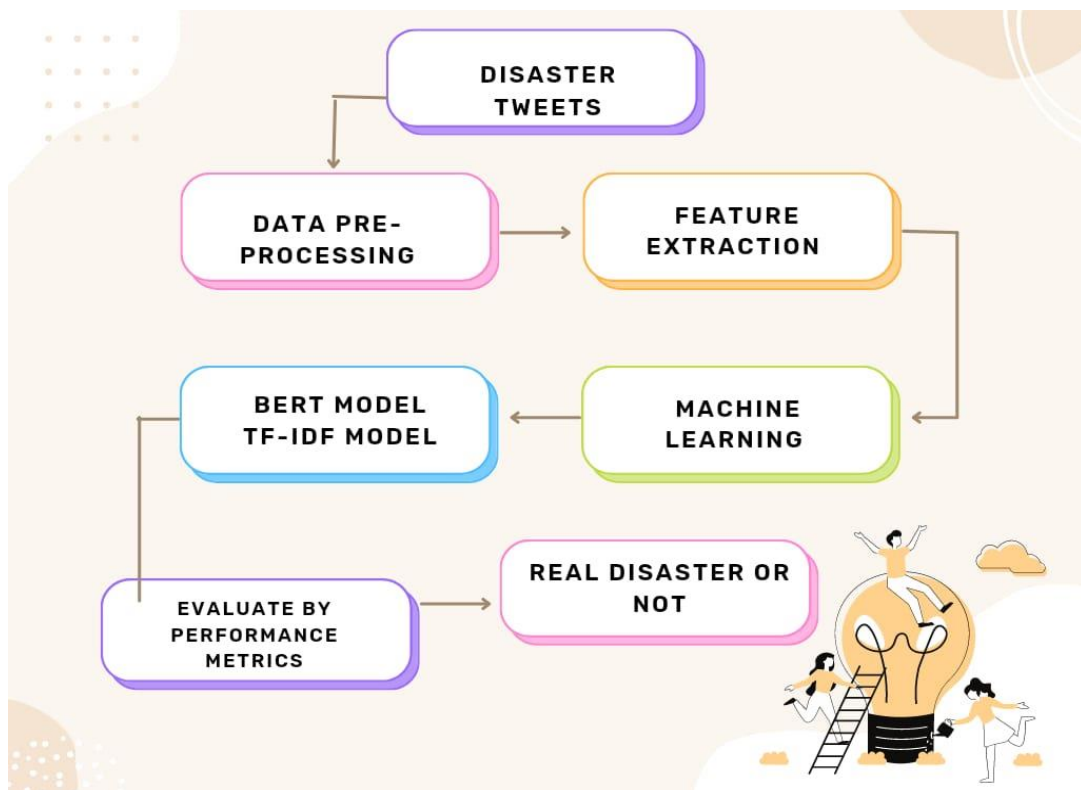 DISASTER
TWEETS
DATA PRE-
PROCESSING
FEATURE
EXTRACTION
MACHINE
LEARNING
BERT MODEL
TF-IDF MODEL
EVALUATE BY
PERFORMANCE
METRICS
REAL DISASTER OR
NOT